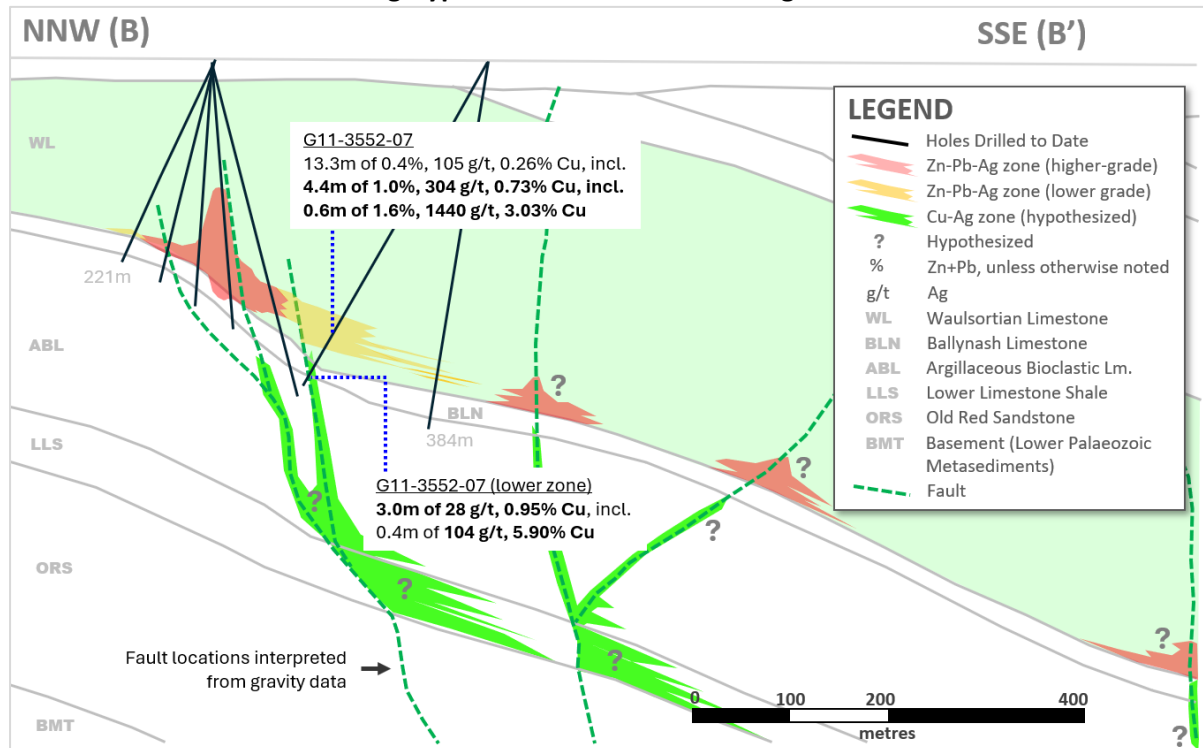 NNW (B)
SSE (B’)
WL
G11-3552-07
13.3m of 0.4%, 105 g/t, 0.26% Cu, incl.
4.4m of 1.0%, 304 g/t, 0.73% Cu, incl.
0.6m of 1.6%, 1440 g/t, 3.03% Cu
LEGEND
Holes Drilled to Date
Zn-Pb-Ag zone (higher-grade)
Zn-Pb-Ag zone (lower grade)
Cu-Ag zone (hypothesized)
? Hypothesized
% Zn+Pb, unless otherwise noted
g/t Ag
WL Waulsortian Limestone
BLN Ballynash Limestone
ABL Argillaceous Bioclastic Lm.
LLS Lower Limestone Shale
ORS Old Red Sandstone
BMT Basement (Lower Palaeozoic
Metasediments)
Fault
221m
ABL
?
BLN
384m
LLS
?
G11-3552-07 (lower zone)
3.0m of 28 g/t, 0.95% Cu, incl.
0.4m of 104 g/t, 5.90% Cu
?
?
ORS
?
?
?
Fault locations interpreted
from gravity data
0 100 200 400
metres
BMT
?